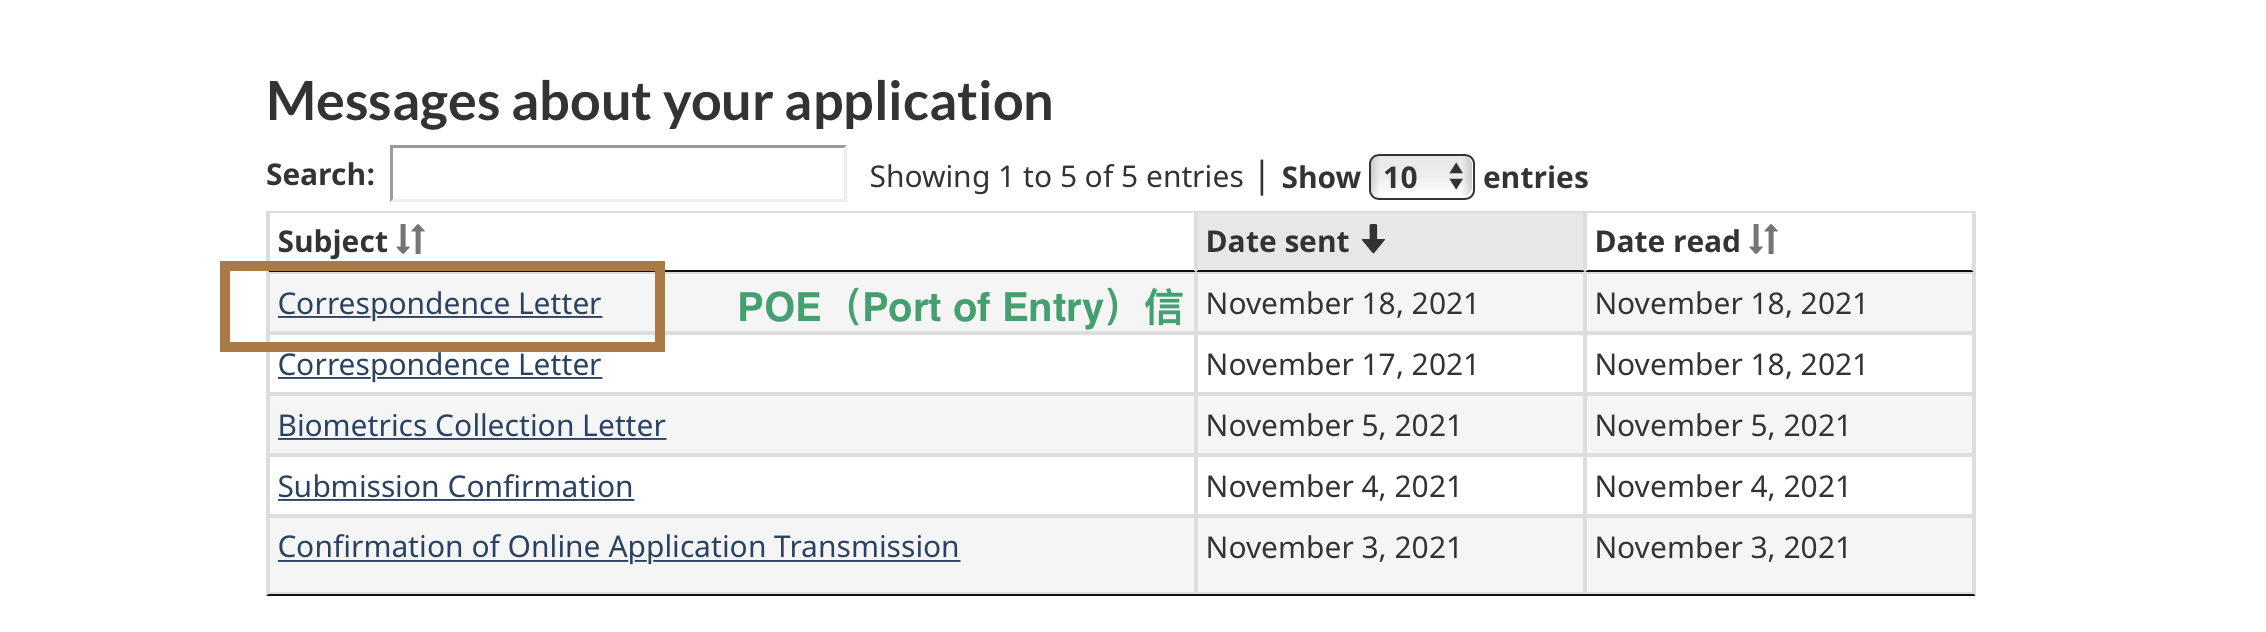 Messages about your application
Search: Showing 1 to 5 of 5 entries | Show 10 entries
Subject Date sent Date read
Correspondence Letter POE（Port of Entry）信 November 18, 2021 November 18, 2021
Correspondence Letter November 17, 2021 November 18, 2021
Biometrics Collection Letter November 5, 2021 November 5, 2021
Submission Confirmation November 4, 2021 November 4, 2021
Confirmation of Online Application Transmission November 3, 2021 November 3, 2021